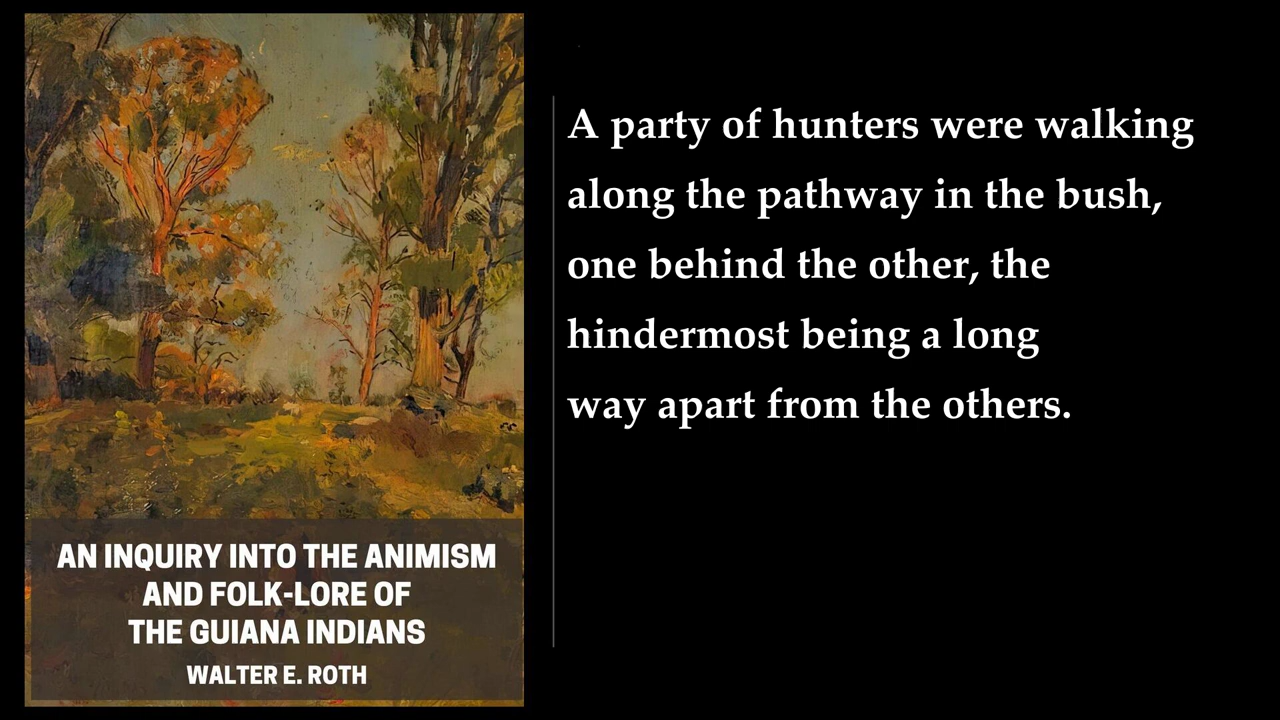 A party of hunters were walking
along the pathway in the bush,
one behind the other, the
hindermost being a long
way apart from the others.
AN INQUIRY INTO THE ANIMISM
AND FOLK-LORE OF
THE GUIANA INDIANS
WALTER E. ROTH